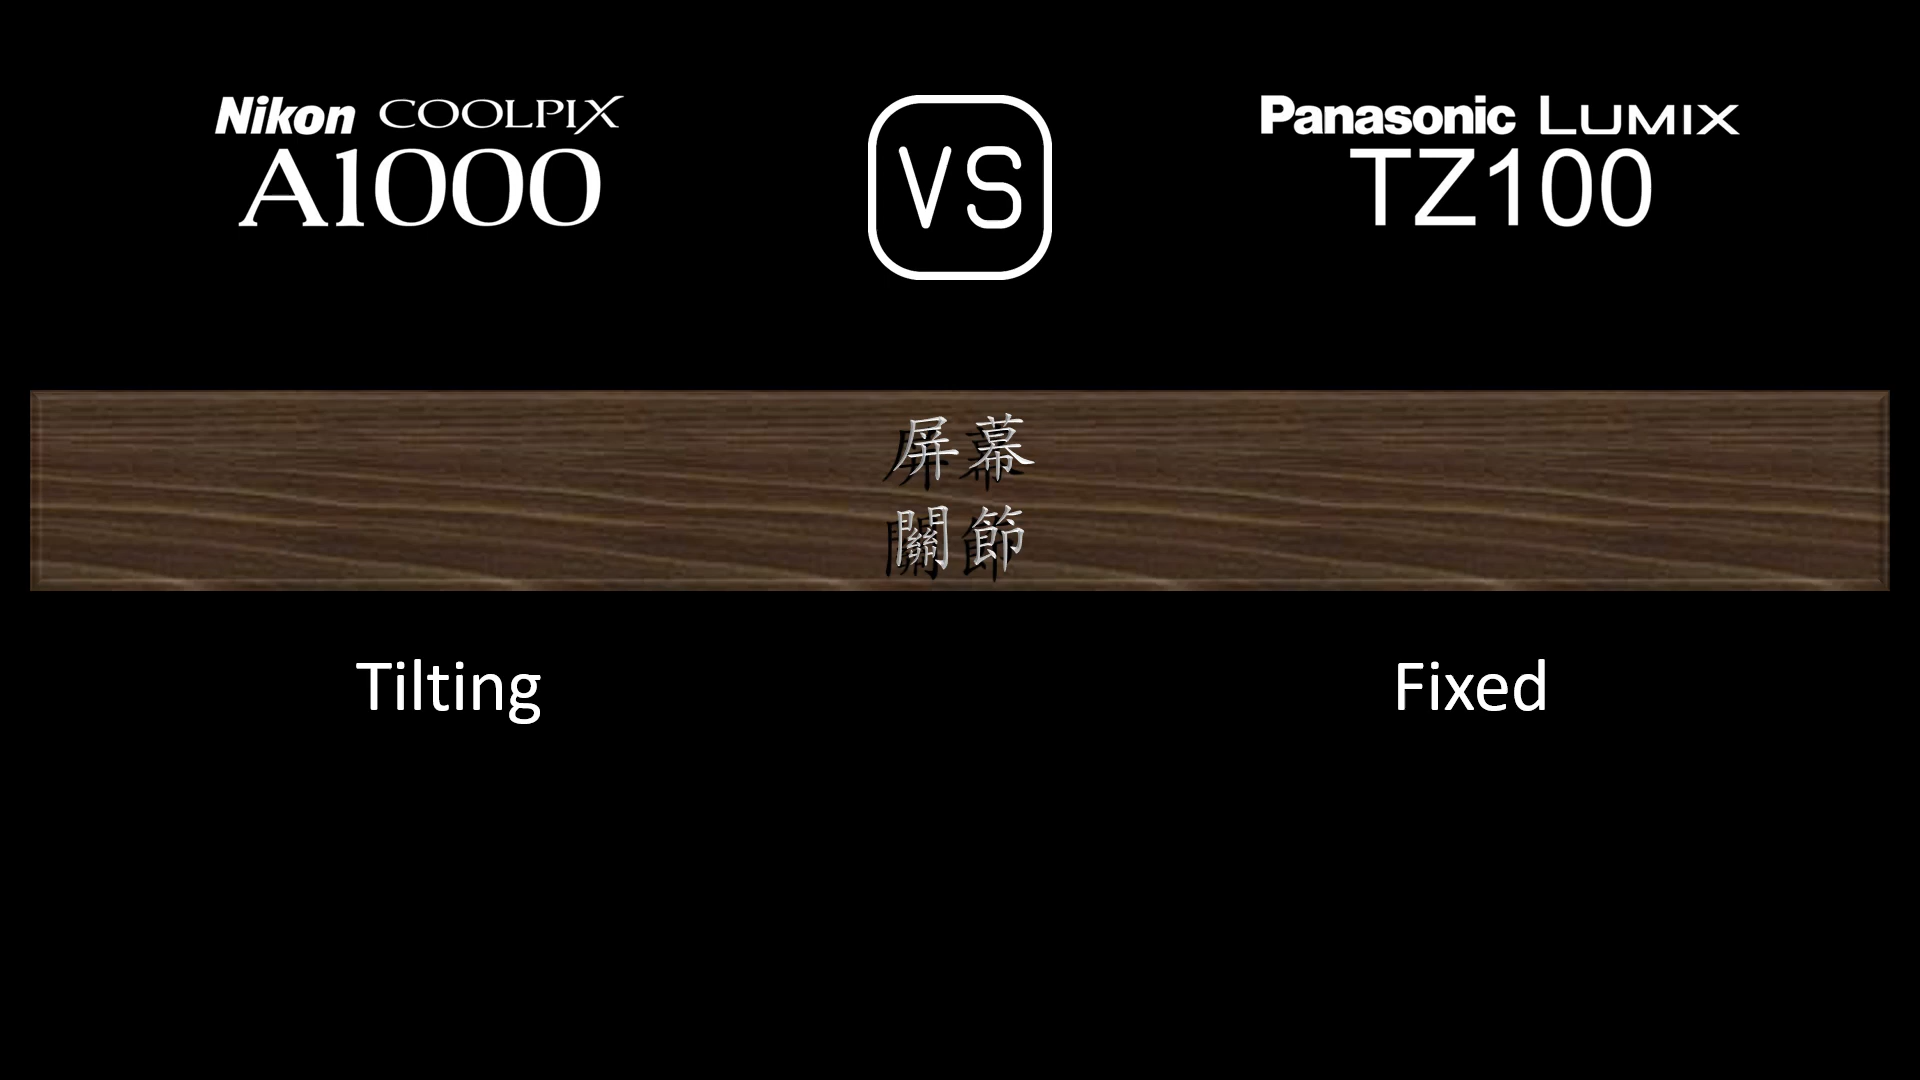 Nikon COOLPIX
A1000
VS
Panasonic LUMIX
TZ100
屏幕
關節
Tilting
Fixed